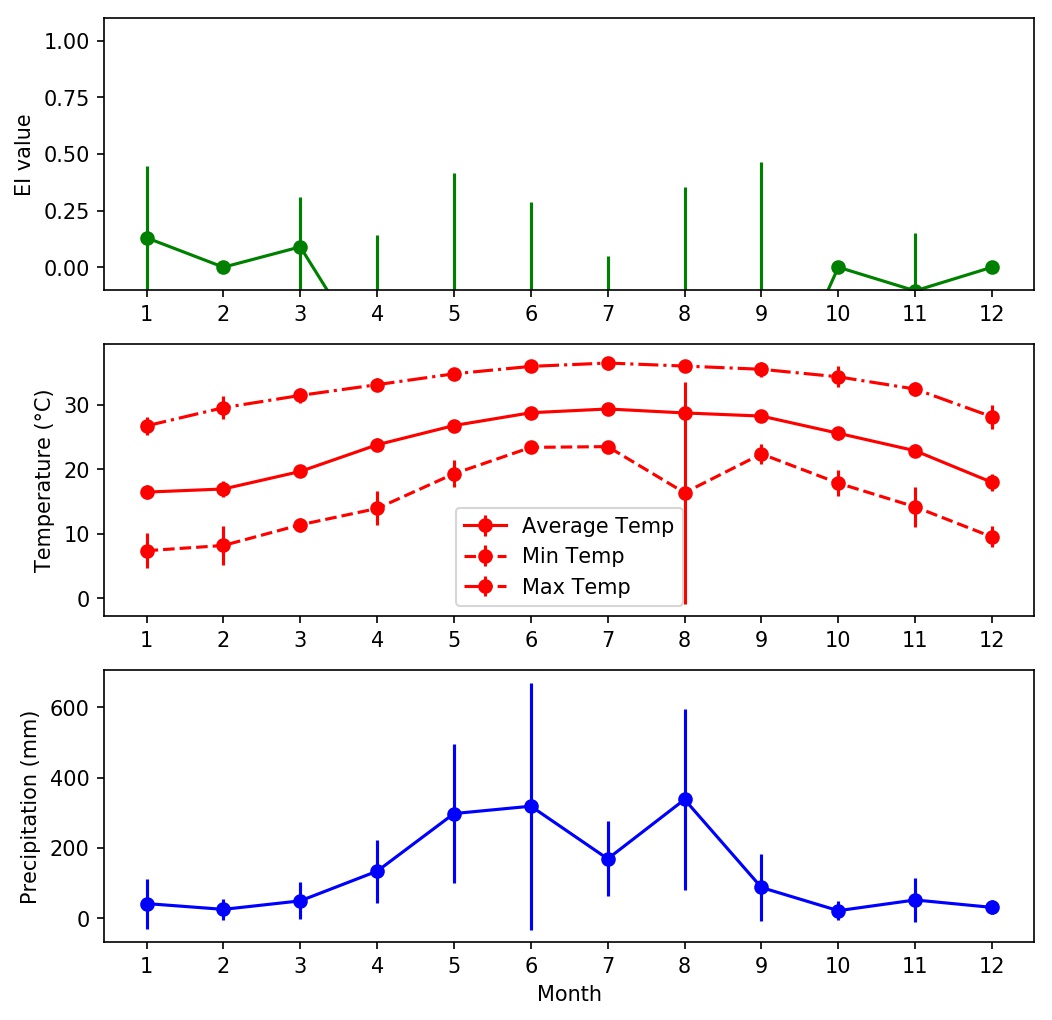 EI value
1.00
0.75
0.50
0.25
0.00
1 2 3 4 5 6 7 8 9 10 11 12
Temperature (°C)
30
20
10
0
Average Temp
Min Temp
Max Temp
1 2 3 4 5 6 7 8 9 10 11 12
Precipitation (mm)
600
400
200
0
1 2 3 4 5 6 7 8 9 10 11 12
Month